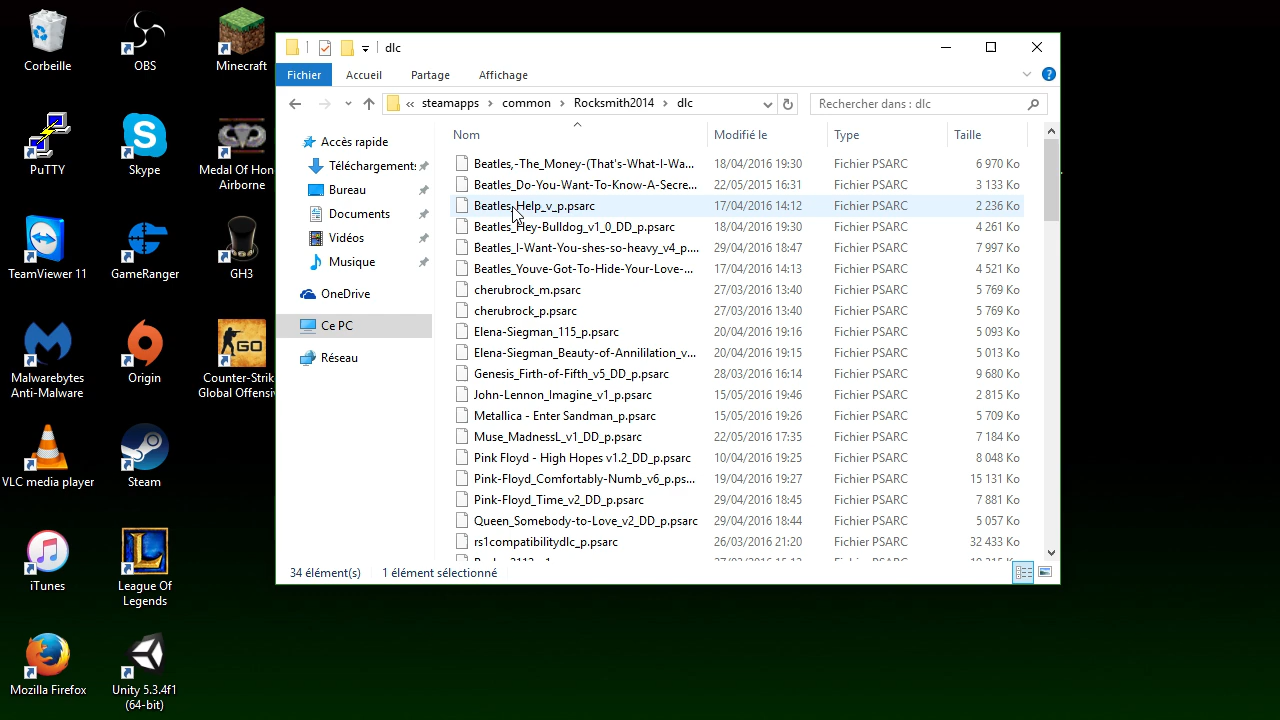 Corbeille
OBS
Minecraft
PuTTY
Skype
Medal Of Hon
Airborne
TeamViewer 11
GameRanger
GH3
Malwarebytes
Anti-Malware
Origin
Counter-Strik
Global Offensiv
VLC media player
Steam
iTunes
League Of
Legends
Mozilla Firefox
Unity 5.3.4f1
(64-bit)
dlc
Fichier
Accueil
Partage
Affichage
« steamapps > common > Rocksmith2014 > dlc
Rechercher dans : dlc
Accès rapide
Téléchargements
Bureau
Documents
Vidéos
Musique
OneDrive
Ce PC
Réseau
Nom Modifié le Type Taille
Beatles,-The_Money-(That's-What-I-Wa... 18/04/2016 19:30 Fichier PSARC 6 970 Ko
Beatles_Do-You-Want-To-Know-A-Secre... 22/05/2015 16:31 Fichier PSARC 3 133 Ko
Beatles_Help_v_p.psarc 17/04/2016 14:12 Fichier PSARC 2 236 Ko
Beatles_Hey-Bulldog_v1_0_DD_p.psarc 18/04/2016 19:30 Fichier PSARC 4 261 Ko
Beatles_I-Want-You-shes-so-heavy_v4_p.... 29/04/2016 18:47 Fichier PSARC 7 997 Ko
Beatles_Youve-Got-To-Hide-Your-Love-... 17/04/2016 14:13 Fichier PSARC 4 521 Ko
cherubrock_m.psarc 27/03/2016 13:40 Fichier PSARC 5 769 Ko
cherubrock_p.psarc 27/03/2016 13:40 Fichier PSARC 5 769 Ko
Elena-Siegman_115_p.psarc 20/04/2016 19:16 Fichier PSARC 5 093 Ko
Elena-Siegman_Beauty-of-Annililation_v... 20/04/2016 19:15 Fichier PSARC 5 013 Ko
Genesis_Firth-of-Fifth_v5_DD_p.psarc 28/03/2016 16:14 Fichier PSARC 9 680 Ko
John-Lennon_Imagine_v1_p.psarc 15/05/2016 19:46 Fichier PSARC 2 815 Ko
Metallica - Enter Sandman_p.psarc 15/05/2016 19:26 Fichier PSARC 5 709 Ko
Muse_MadnessL_v1_DD_p.psarc 22/05/2016 17:35 Fichier PSARC 7 184 Ko
Pink Floyd - High Hopes v1.2_DD_p.psarc 10/04/2016 19:25 Fichier PSARC 8 048 Ko
Pink-Floyd_Comfortably-Numb_v6_p.ps... 19/04/2016 19:27 Fichier PSARC 15 131 Ko
Pink-Floyd_Time_v2_DD_p.psarc 29/04/2016 18:45 Fichier PSARC 7 881 Ko
Queen_Somebody-to-Love_v2_DD_p.psarc 29/04/2016 18:44 Fichier PSARC 5 057 Ko
rs1compatibilitydlc_p.psarc 26/03/2016 21:20 Fichier PSARC 32 433 Ko
34 élément(s) 1 élément sélectionné